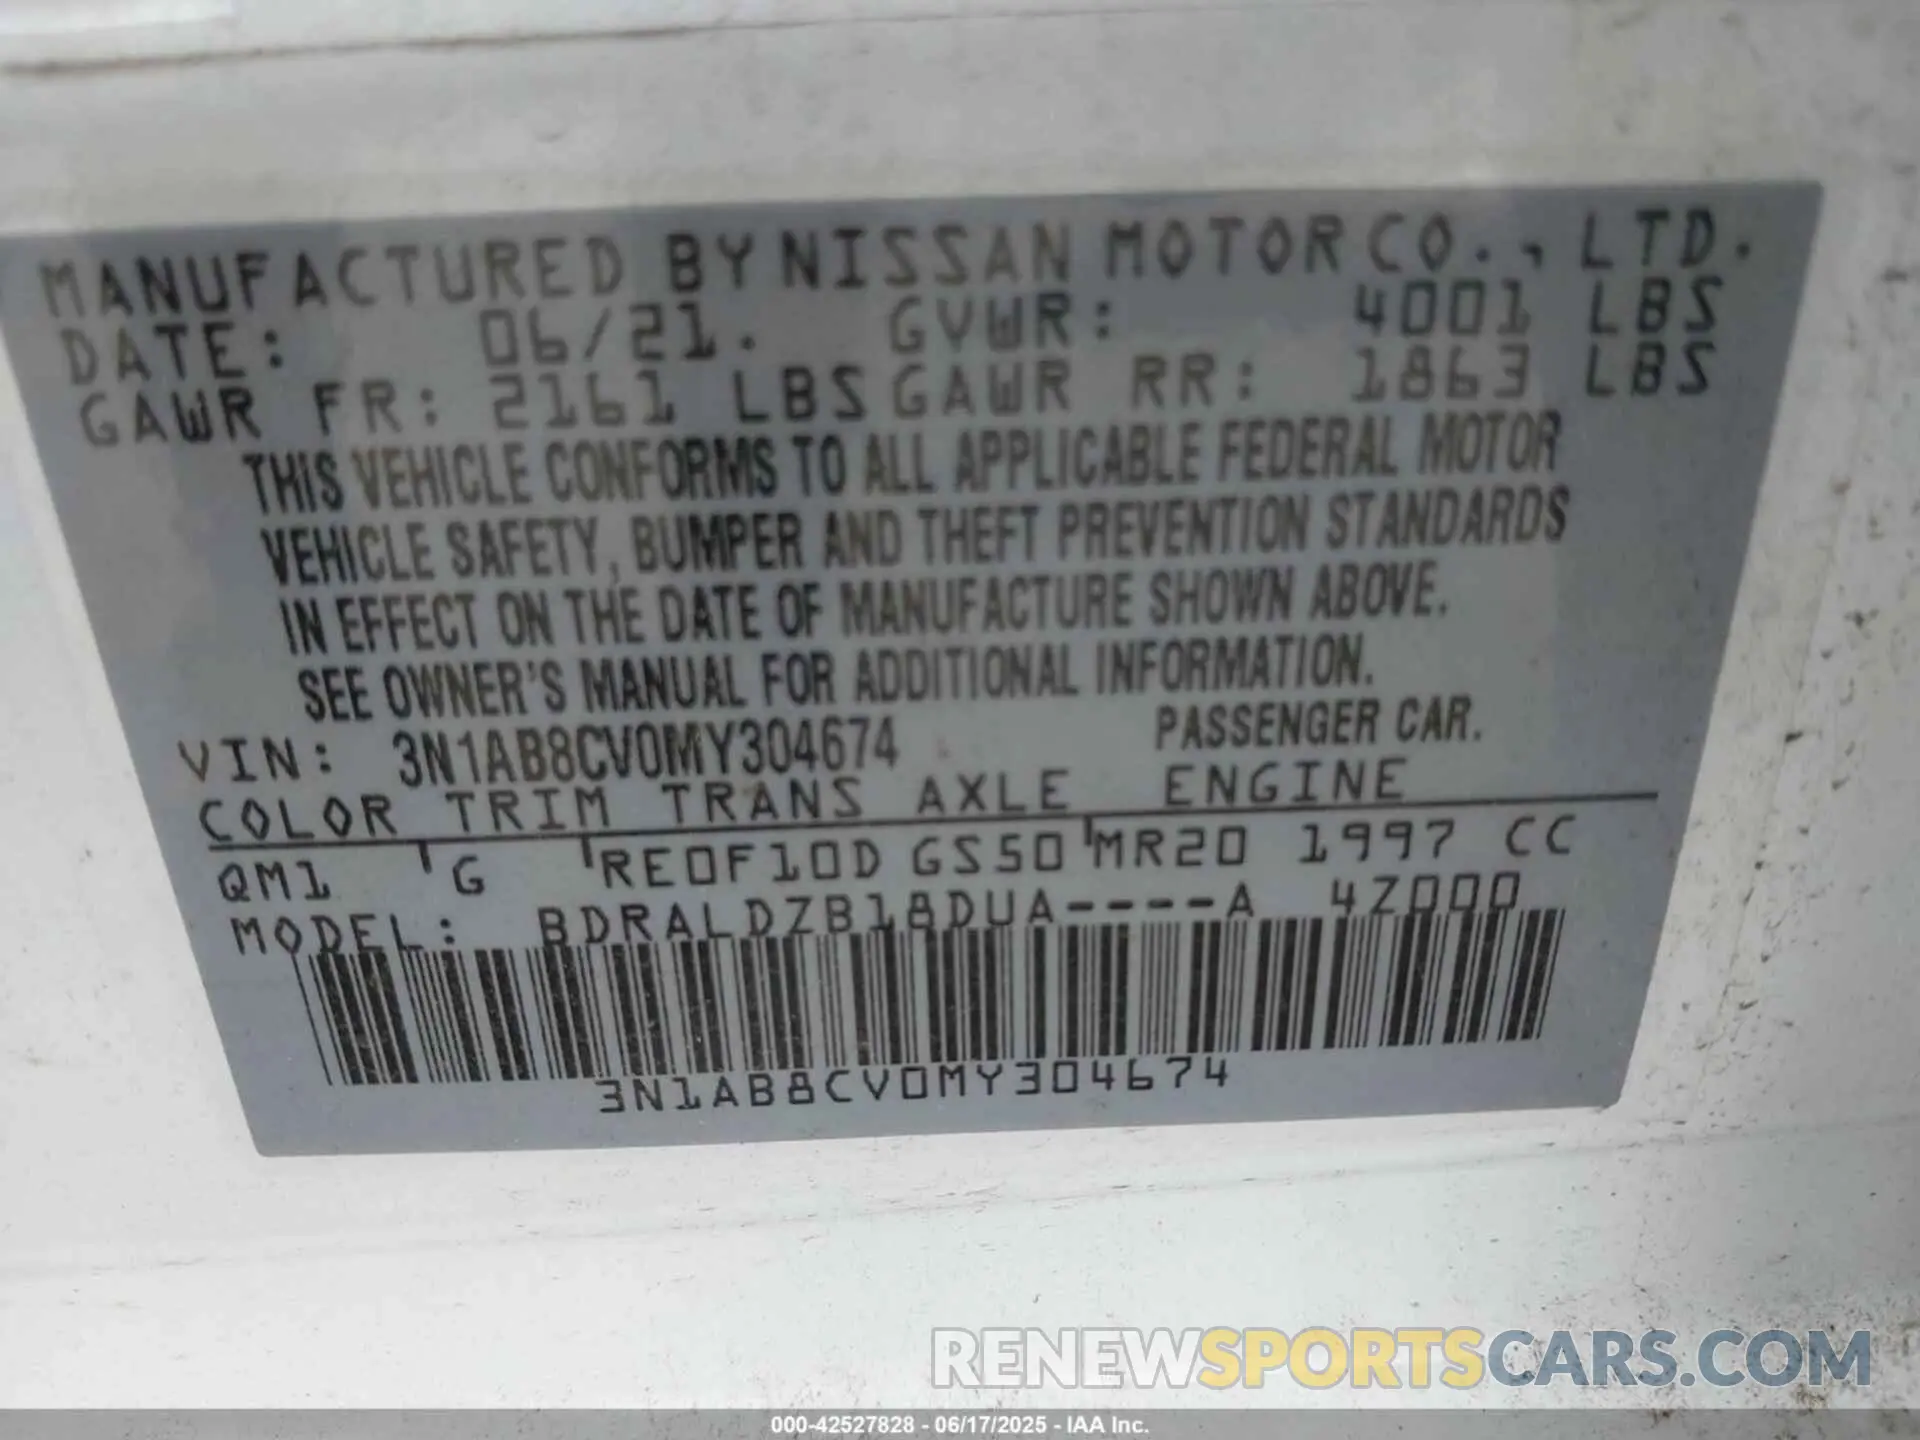 MANUFACTURED BY NISSAN MOTOR CO., LTD.
DATE: 06/21. GVWR: 4001 LBS
GAWR FR: 2161 LBS GAWR RR: 1863 LBS
THIS VEHICLE CONFORMS TO ALL APPLICABLE FEDERAL MOTOR
VEHICLE SAFETY, BUMPER AND THEFT PREVENTION STANDARDS
IN EFFECT ON THE DATE OF MANUFACTURE SHOWN ABOVE.
SEE OWNER'S MANUAL FOR ADDITIONAL INFORMATION.
VIN: 3N1AB8CV0MY304674 PASSENGER CAR.
COLOR TRIM TRANS AXLE ENGINE
QM1 G RE0F10D GS50 MR20 1997 CC
MODEL: BDRALDZB18DUA----A 4Z000
3N1AB8CV0MY304674
RENEWSPORTSCARS.COM
000-42527828 - 06/17/2025 - IAA Inc.